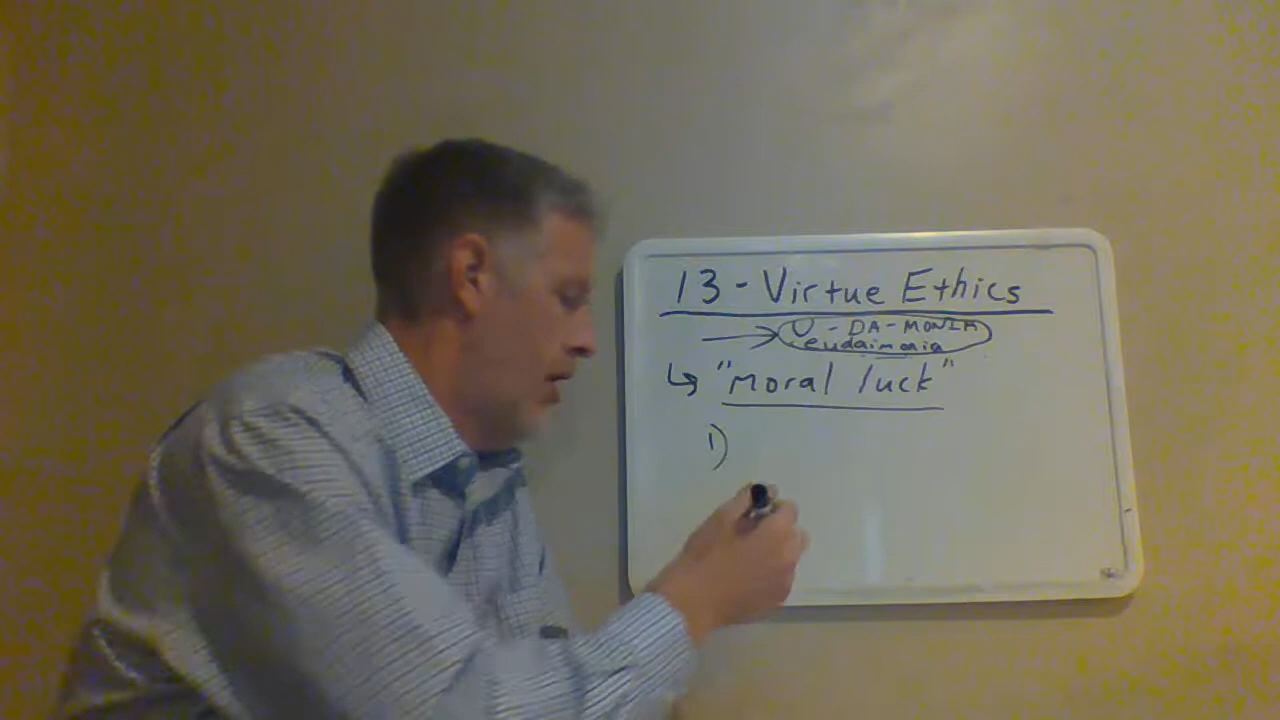 13 - Virtue Ethics
U - DA - MONIA
eudaimonia
↳ "moral luck"
1)